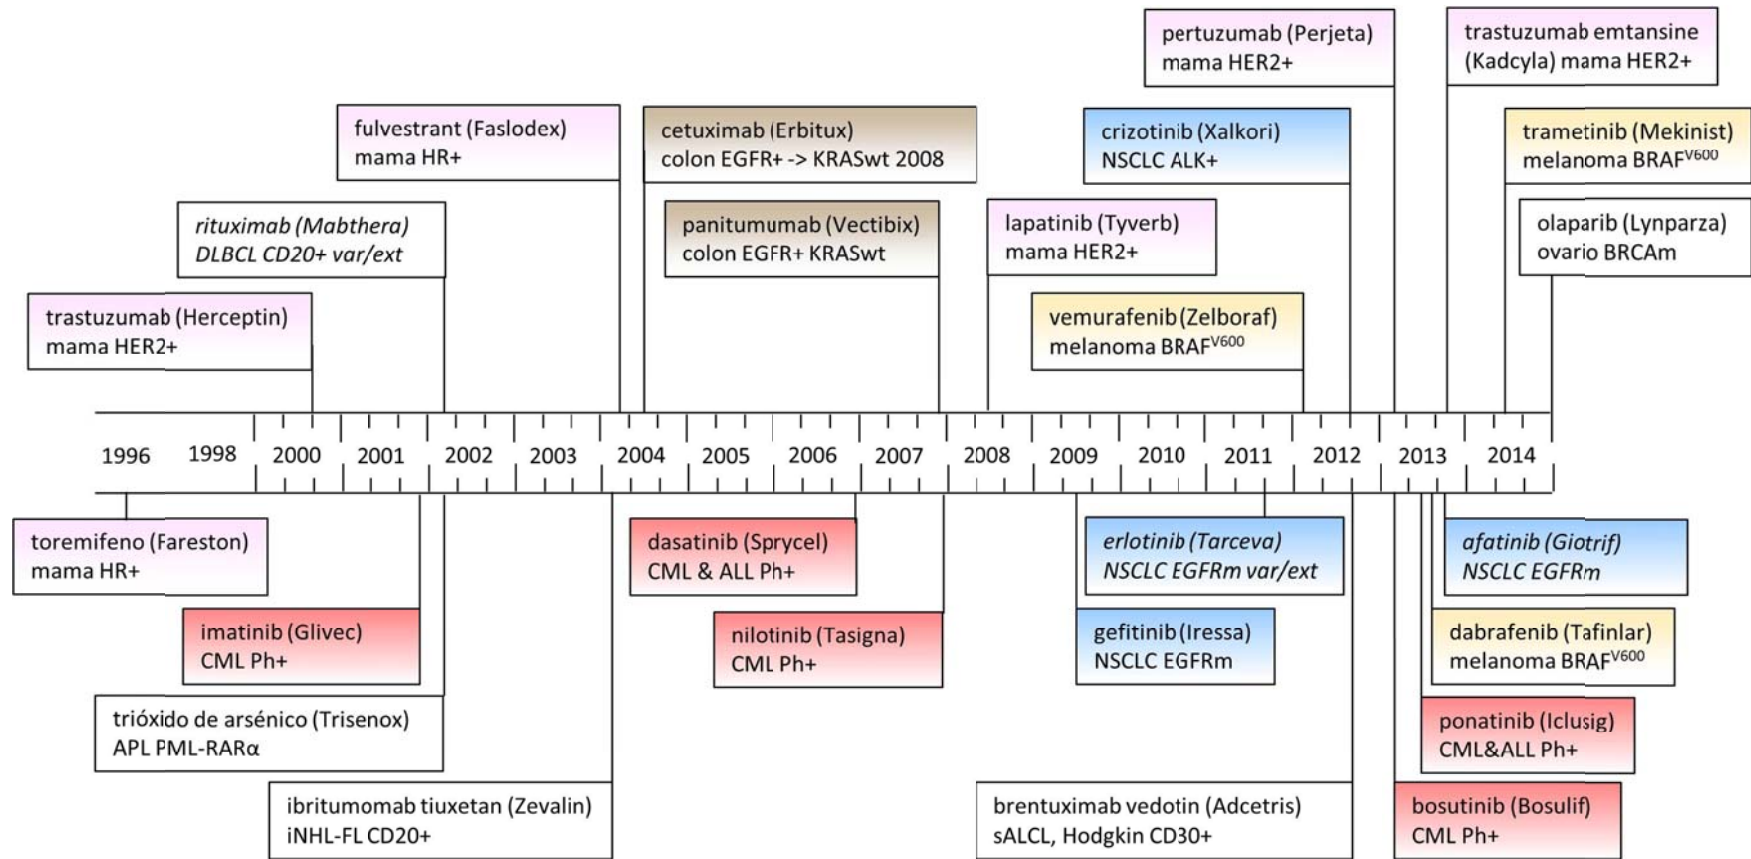 pertuzumab (Perjeta)
mama HER2+
trastuzumab emtansine
(Kadcyla) mama HER2+
fulvestrant (Faslodex)
mama HR+
cetuximab (Erbitux)
colon EGFR+ -> KRASwt 2008
crizotinib (Xalkori)
NSCLC ALK+
trametinib (Mekinist)
melanoma BRAF^V600
rituximab (Mabthera)
DLBCL CD20+ var/ext
panitumumab (Vectibix)
colon EGFR+ KRASwt
lapatinib (Tyverb)
mama HER2+
olaparib (Lynparza)
ovario BRCAm
trastuzumab (Herceptin)
mama HER2+
vemurafenib (Zelboraf)
melanoma BRAF^V600
1996 1998 2000 2001 2002 2003 2004 2005 2006 2007 2008 2009 2010 2011 2012 2013 2014
toremifeno (Fareston)
mama HR+
dasatinib (Sprycel)
CML & ALL Ph+
erlotinib (Tarceva)
NSCLC EGFRm var/ext
afatinib (Giotrif)
NSCLC EGFRm
imatinib (Glivec)
CML Ph+
nilotinib (Tasigna)
CML Ph+
gefitinib (Iressa)
NSCLC EGFRm
dabrafenib (Tafinlar)
melanoma BRAF^V600
trióxido de arsénico (Trisenox)
APL PML-RARα
ponatinib (Iclusig)
CML&ALL Ph+
ibritumomab tiuxetan (Zevalin)
iNHL-FL CD20+
brentuximab vedotin (Adcetris)
sALCL, Hodgkin CD30+
bosutinib (Bosulif)
CML Ph+